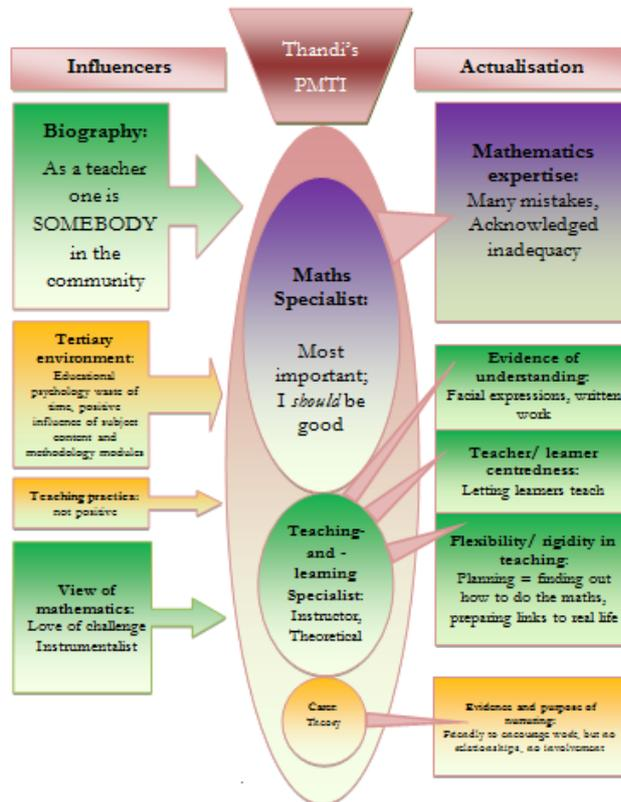 Influencers
Thandi's
PMTI
Actualisation
Biography:
As a teacher
one is
SOMEBODY
in the
community
Tertiary
environment:
Educational
psychology waste of
time, positive
influence of subject
content and
methodology modules
Teaching practice:
not positive
View of
mathematics:
Love of challenge
Instrumentalist
Maths
Specialist:
Most
important;
I should be
good
Teaching-
and -
learning
Specialist:
Instructor,
Theoretical
Carer:
Theory
Mathematics
expertise:
Many mistakes,
Acknowledged
inadequacy
Evidence of
understanding:
Facial expressions, written
work
Teacher/ learner
centredness:
Letting learners teach
Flexibility/ rigidity in
teaching:
Planning = finding out
how to do the maths,
preparing links to real life
Evidence and purpose of
nurturing:
Friendly to encourage work, but no
relationships, no involvement